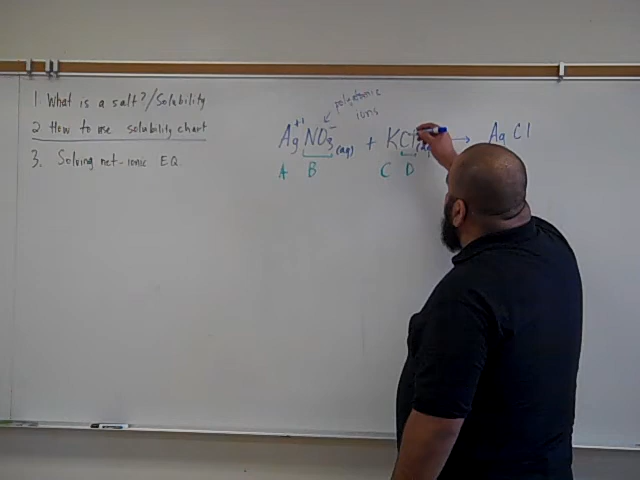 1. What is a salt?/Solubility
2 How to use solubility chart
3. Solving net-ionic EQ.
polyatomic ions
Ag+1 NO3- (aq) + KCl (aq) → AgCl
A B C D